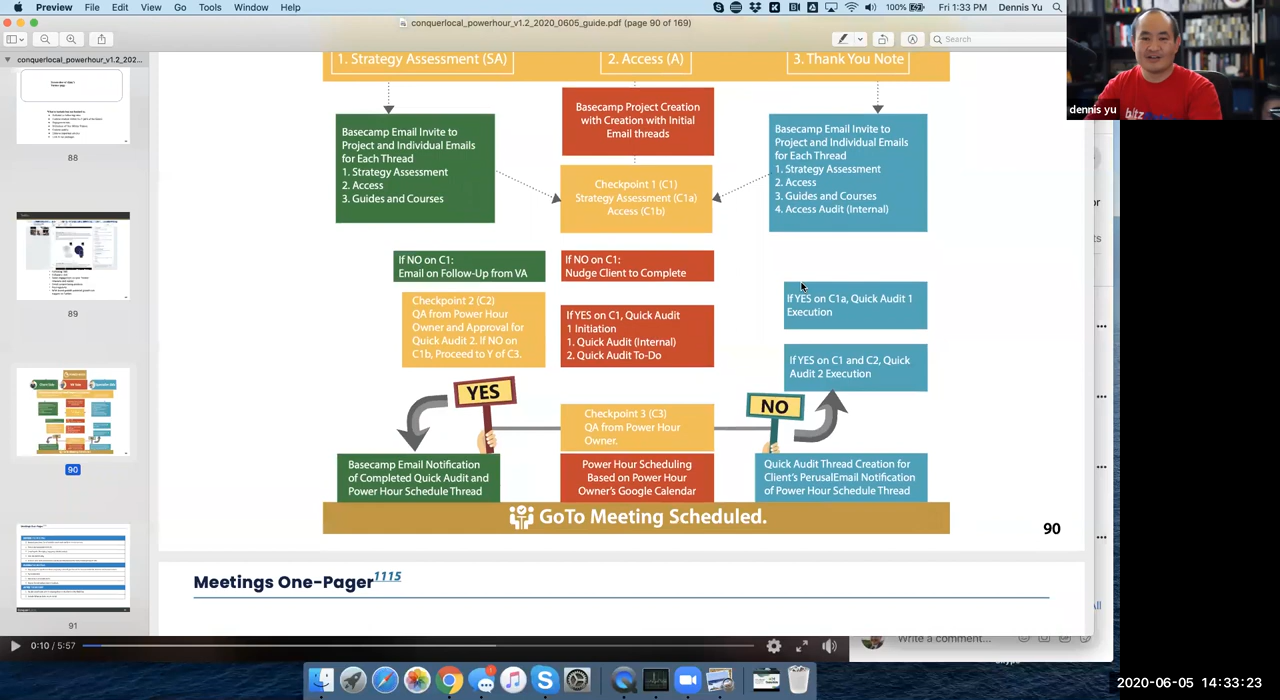 Preview File Edit View Go Tools Window Help
100% Fri 1:33 PM Dennis Yu
conquerlocal_powerhour_v1.2_2020_0605_guide.pdf (page 90 of 169)
Search
conquerlocal_powerhour_v1.2_202...
88
89
90
91
1. Strategy Assessment (SA)
2. Access (A)
3. Thank You Note
Basecamp Email Invite to
Project and Individual Emails
for Each Thread
1. Strategy Assessment
2. Access
3. Guides and Courses
Basecamp Project Creation
with Creation with Initial
Email threads
Checkpoint 1 (C1)
Strategy Assessment (C1a)
Access (C1b)
Basecamp Email Invite to
Project and Individual Emails
for Each Thread
1. Strategy Assessment
2. Access
3. Guides and Courses
4. Access Audit (Internal)
If NO on C1:
Email on Follow-Up from VA
If NO on C1:
Nudge Client to Complete
Checkpoint 2 (C2)
QA from Power Hour
Owner and Approval for
Quick Audit 2. If NO on
C1b, Proceed to Y of C3.
If YES on C1, Quick Audit
1 Initiation
1. Quick Audit (Internal)
2. Quick Audit To-Do
If YES on C1a, Quick Audit 1
Execution
If YES on C1 and C2, Quick
Audit 2 Execution
YES
NO
Checkpoint 3 (C3)
QA from Power Hour
Owner.
Basecamp Email Notification
of Completed Quick Audit and
Power Hour Schedule Thread
Power Hour Scheduling
Based on Power Hour
Owner's Google Calendar
Quick Audit Thread Creation for
Client's PerusalEmail Notification
of Power Hour Schedule Thread
GoTo Meeting Scheduled.
90
Meetings One-Pager 1115
dennis yu
blitz
0:10 / 5:57
Write a comment...
2020-06-05 14:33:23